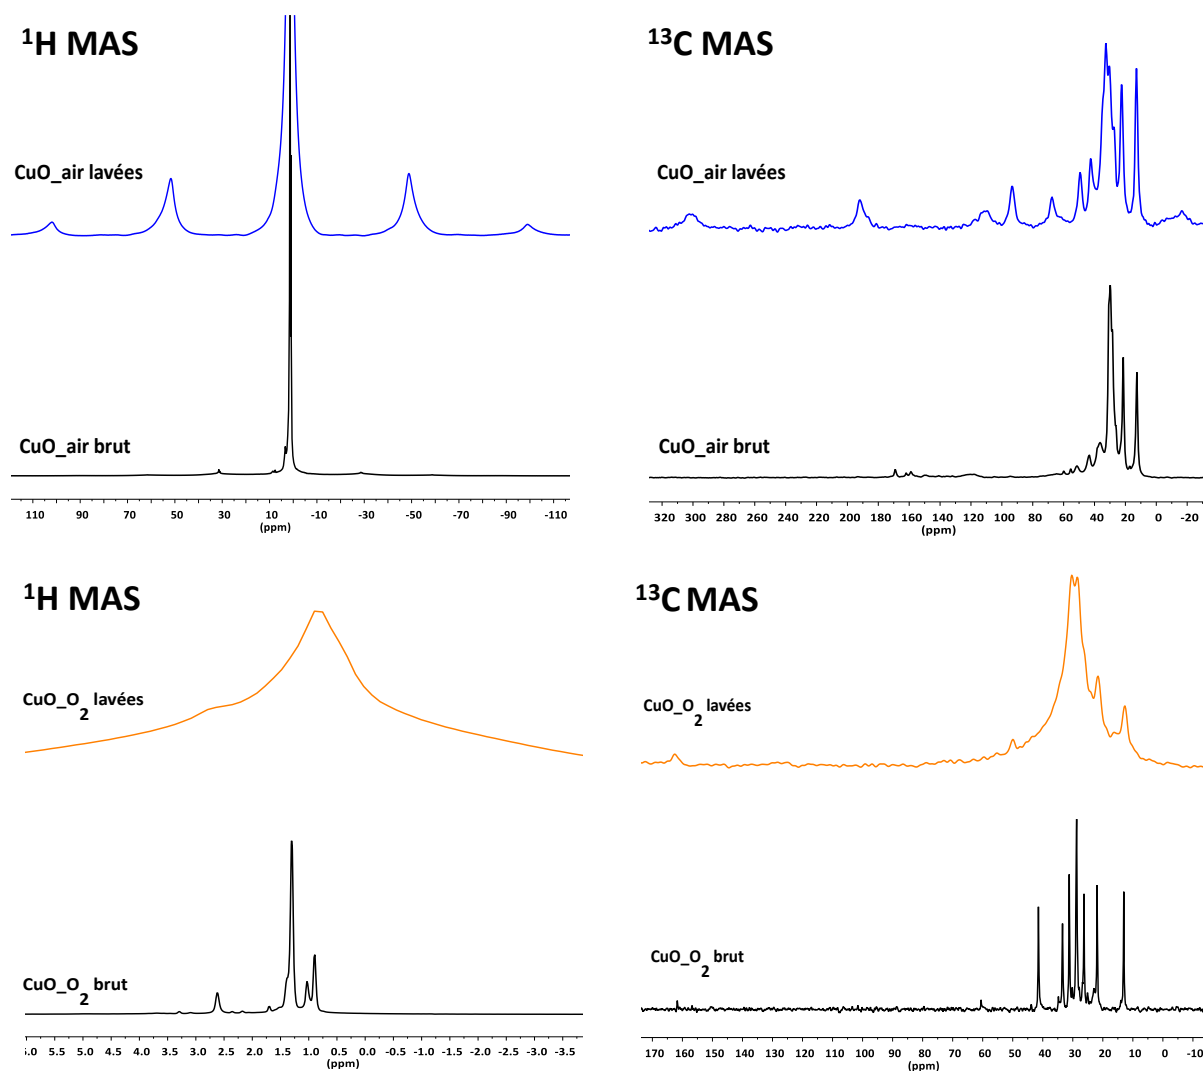 ¹H MAS
¹³C MAS
CuO_air lavées
CuO_air lavées
CuO_air brut
CuO_air brut
110 90 70 50 30 10 -10 -30 -50 -70 -90 -110
(ppm)
320 300 280 260 240 220 200 180 160 140 120 100 80 60 40 20 0 -20
(ppm)
¹H MAS
¹³C MAS
CuO_O₂ lavées
CuO_O₂ lavées
CuO_O₂ brut
CuO_O₂ brut
5.5 5.0 4.5 4.0 3.5 3.0 2.5 2.0 1.5 1.0 0.5 0.0 -0.5 -1.0 -1.5 -2.0 -2.5 -3.0 -3.5
(ppm)
170 160 150 140 130 120 110 100 90 80 70 60 50 40 30 20 10 0
(ppm)